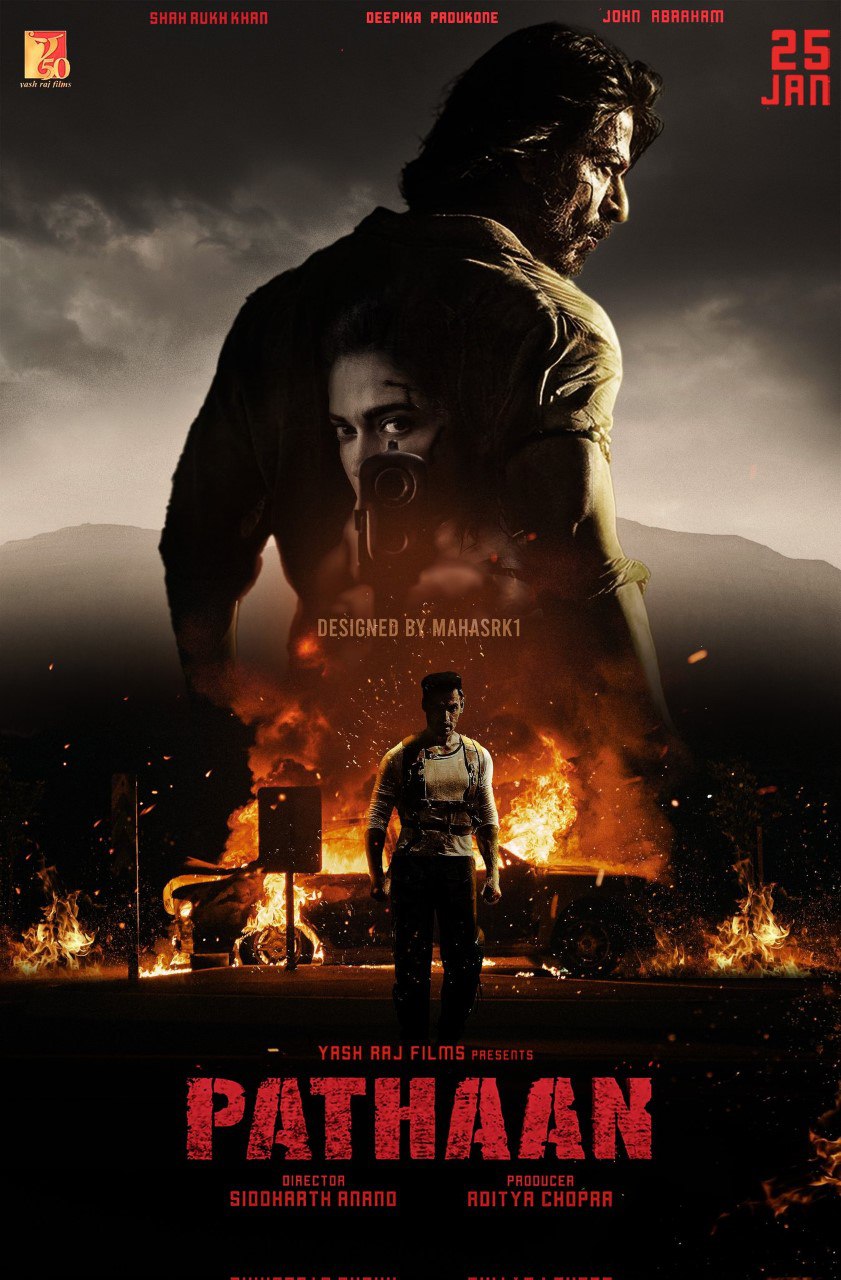 SHAH RUKH KHAN
DEEPIKA PADUKONE
JOHN ABRAHAM
50
yash raj films
25
JAN
DESIGNED BY MAHASRK1
YASH RAJ FILMS PRESENTS
PATHAAN
DIRECTOR
SIDDHARTH ANAND
PRODUCER
ADITYA CHOPRA